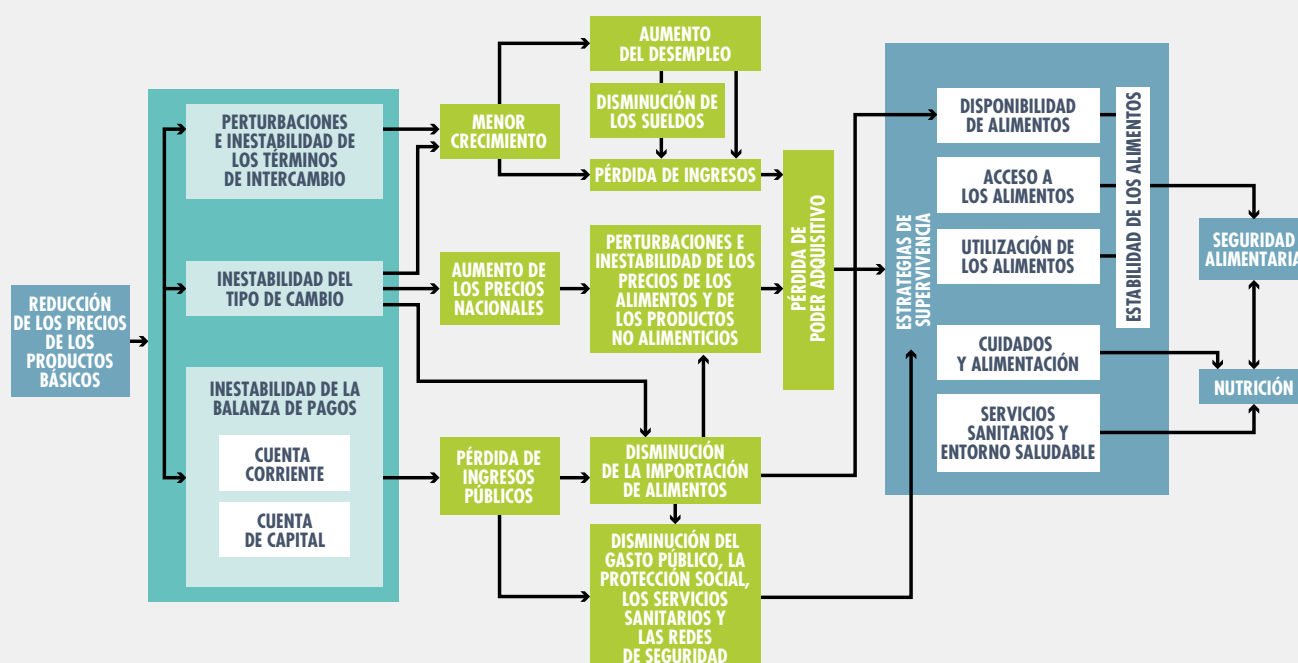 REDUCCIÓN
DE LOS PRECIOS
DE LOS
PRODUCTOS
BÁSICOS
PERTURBACIONES
E INESTABILIDAD DE
LOS TÉRMINOS
DE INTERCAMBIO
INESTABILIDAD DEL
TIPO DE CAMBIO
INESTABILIDAD DE LA
BALANZA DE PAGOS
CUENTA
CORRIENTE
CUENTA
DE CAPITAL
MENOR
CRECIMIENTO
AUMENTO DE
LOS PRECIOS
NACIONALES
PÉRDIDA DE
INGRESOS
PÚBLICOS
AUMENTO
DEL DESEMPLEO
DISMINUCIÓN DE
LOS SUELDOS
PÉRDIDA DE INGRESOS
PERTURBACIONES E
INESTABILIDAD DE LOS
PRECIOS DE LOS
ALIMENTOS Y DE
LOS PRODUCTOS
NO ALIMENTICIOS
DISMINUCIÓN
DE LA IMPORTACIÓN
DE ALIMENTOS
DISMINUCIÓN DEL
GASTO PÚBLICO, LA
PROTECCIÓN SOCIAL,
LOS SERVICIOS
SANITARIOS Y
LAS REDES
DE SEGURIDAD
PÉRDIDA DE
PODER ADQUISITIVO
ESTRATEGIAS DE
SUPERVIVENCIA
DISPONIBILIDAD
DE ALIMENTOS
ACCESO A
LOS ALIMENTOS
UTILIZACIÓN DE
LOS ALIMENTOS
ESTABILIDAD DE LOS ALIMENTOS
CUIDADOS
Y ALIMENTACIÓN
SERVICIOS
SANITARIOS Y
ENTORNO SALUDABLE
SEGURIDAD
ALIMENTARIA
NUTRICIÓN